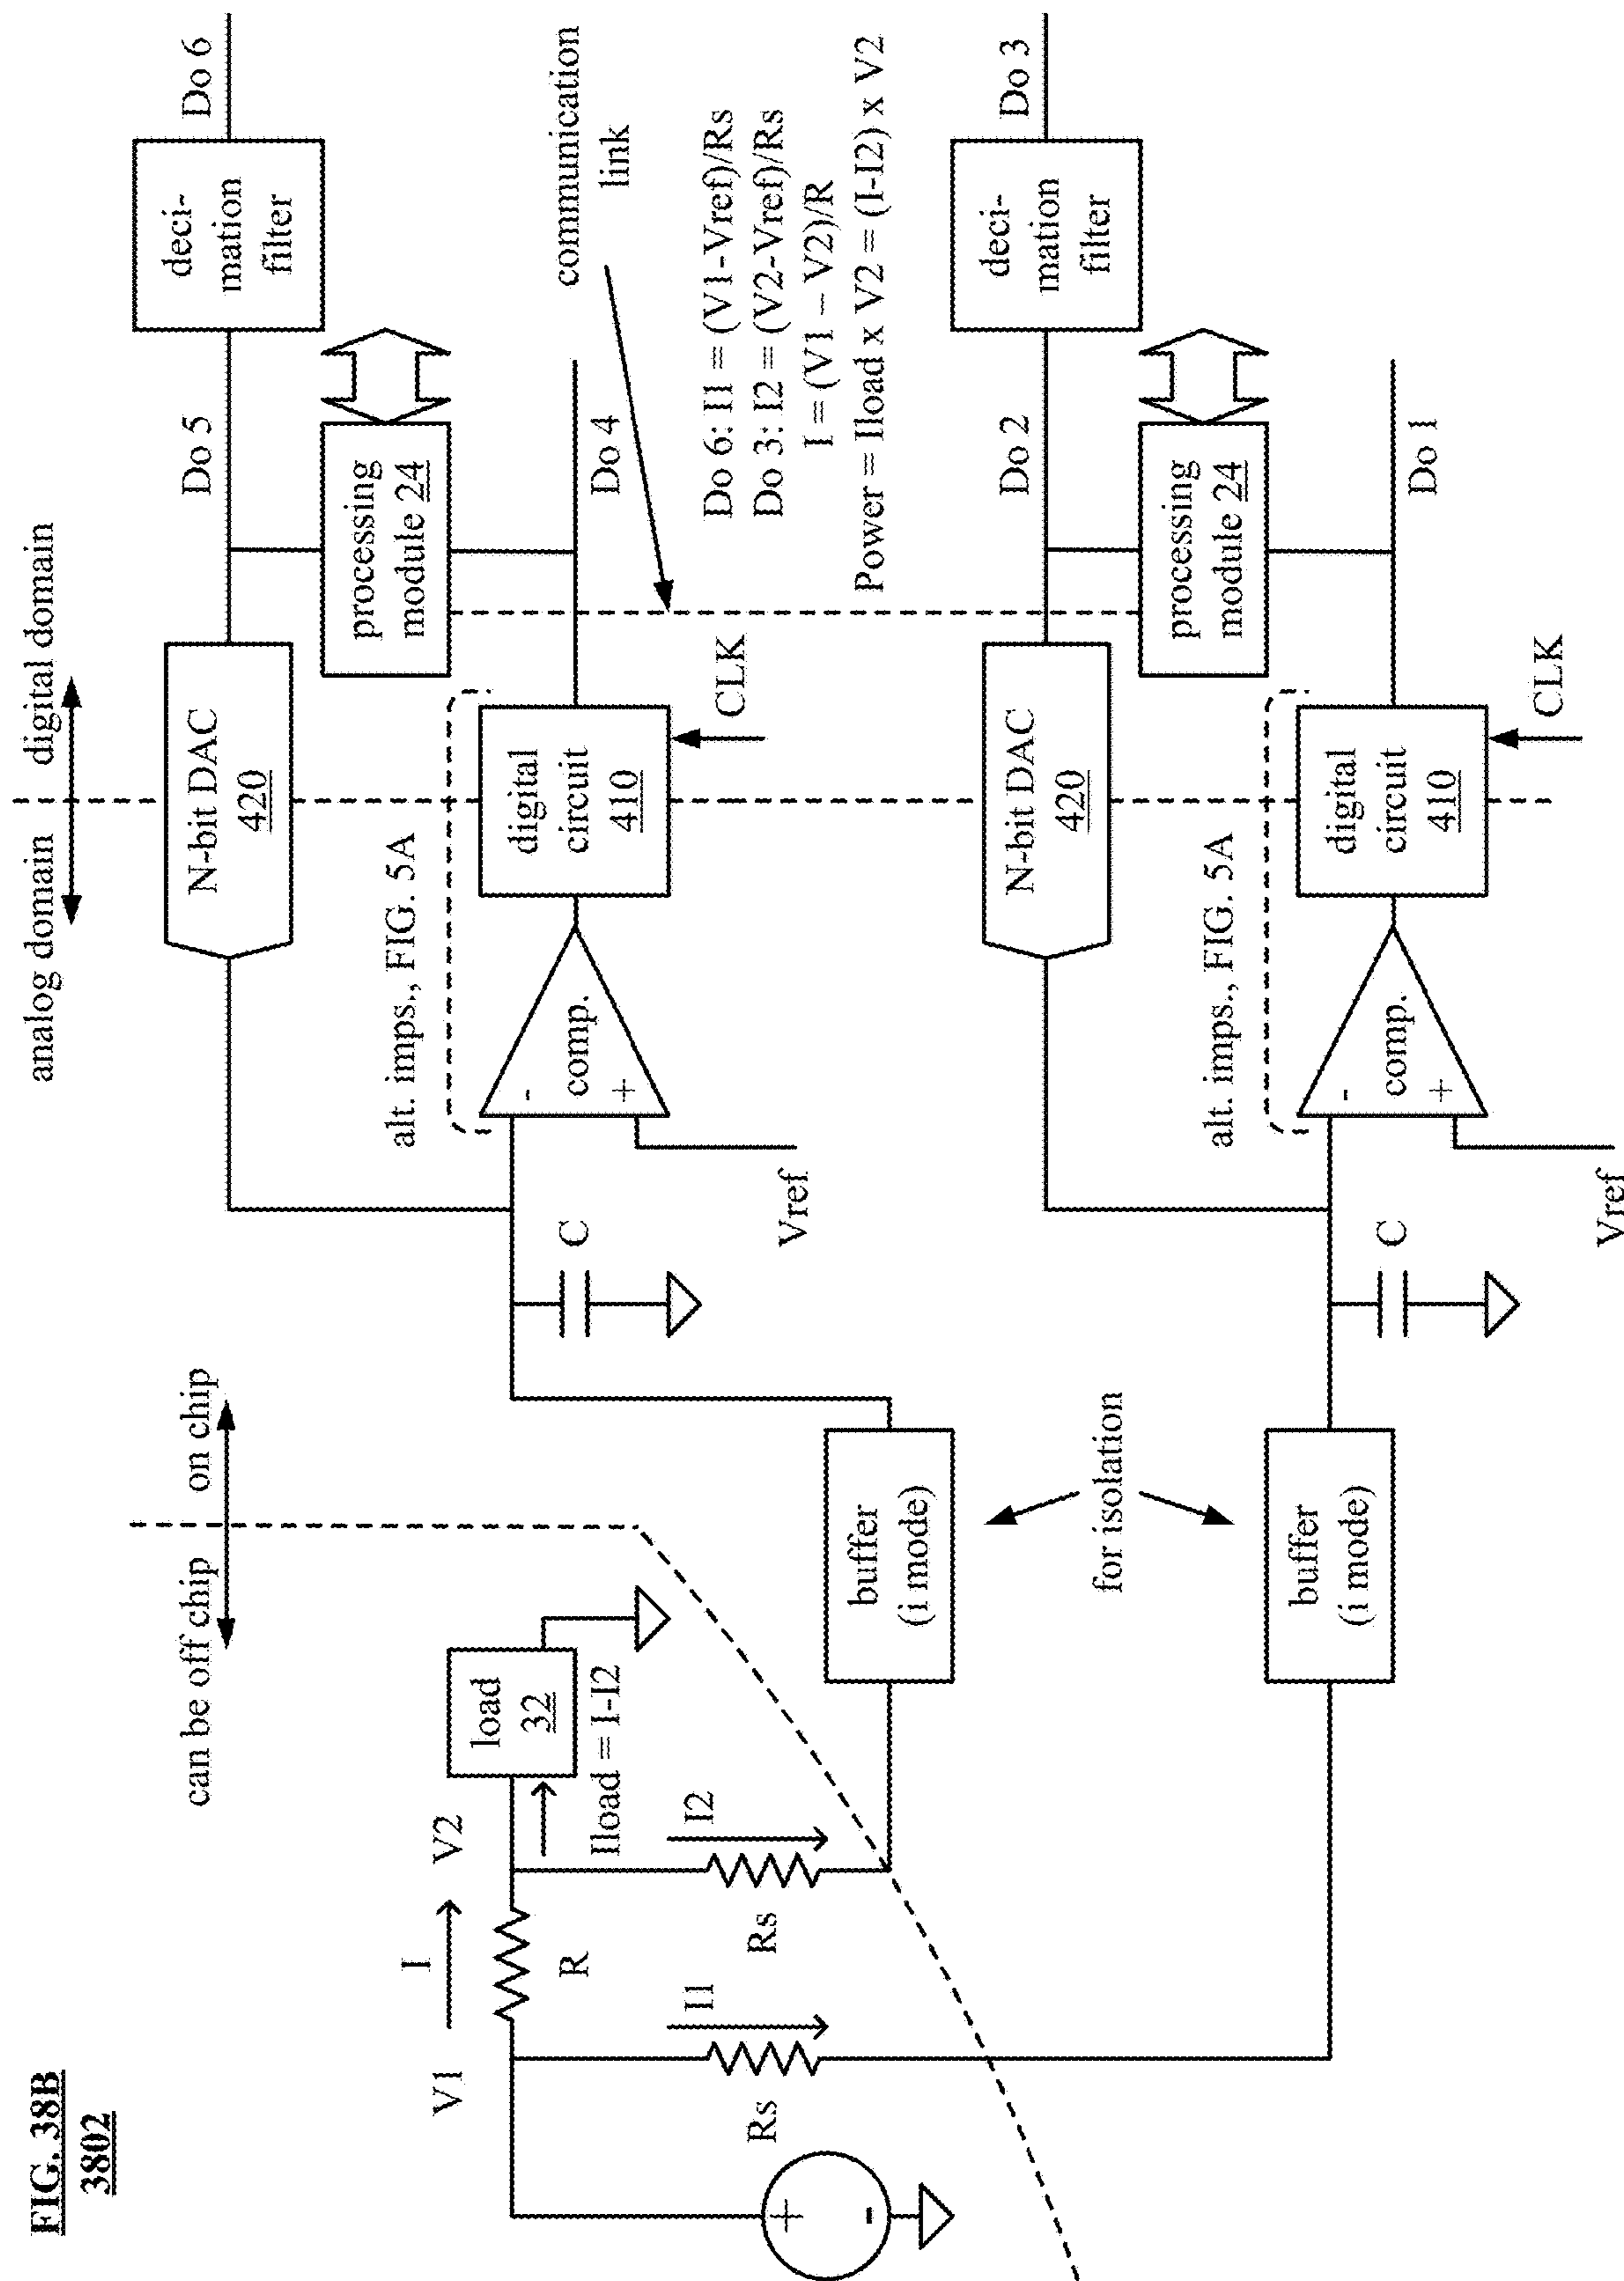 FIG. 38B
3802
analog domain
digital domain
can be off chip
on chip
N-bit DAC
420
Do 5
deci-
mation
filter
Do 6
processing
module 24
alt. imps., FIG. 5A
-
comp.
+
digital
circuit
410
Do 4
CLK
C
Vref
communication
link
V1
I
V2
R
load
32
Iload = I-I2
I1
I2
Rs
Rs
+
-
Do 6: I1 = (V1-Vref)/Rs
Do 3: I2 = (V2-Vref)/Rs
I = (V1 – V2)/R
Power = Iload x V2 = (I-I2) x V2
buffer
(i mode)
for isolation
buffer
(i mode)
N-bit DAC
420
Do 2
deci-
mation
filter
Do 3
processing
module 24
alt. imps., FIG. 5A
-
comp.
+
digital
circuit
410
Do 1
CLK
C
Vref